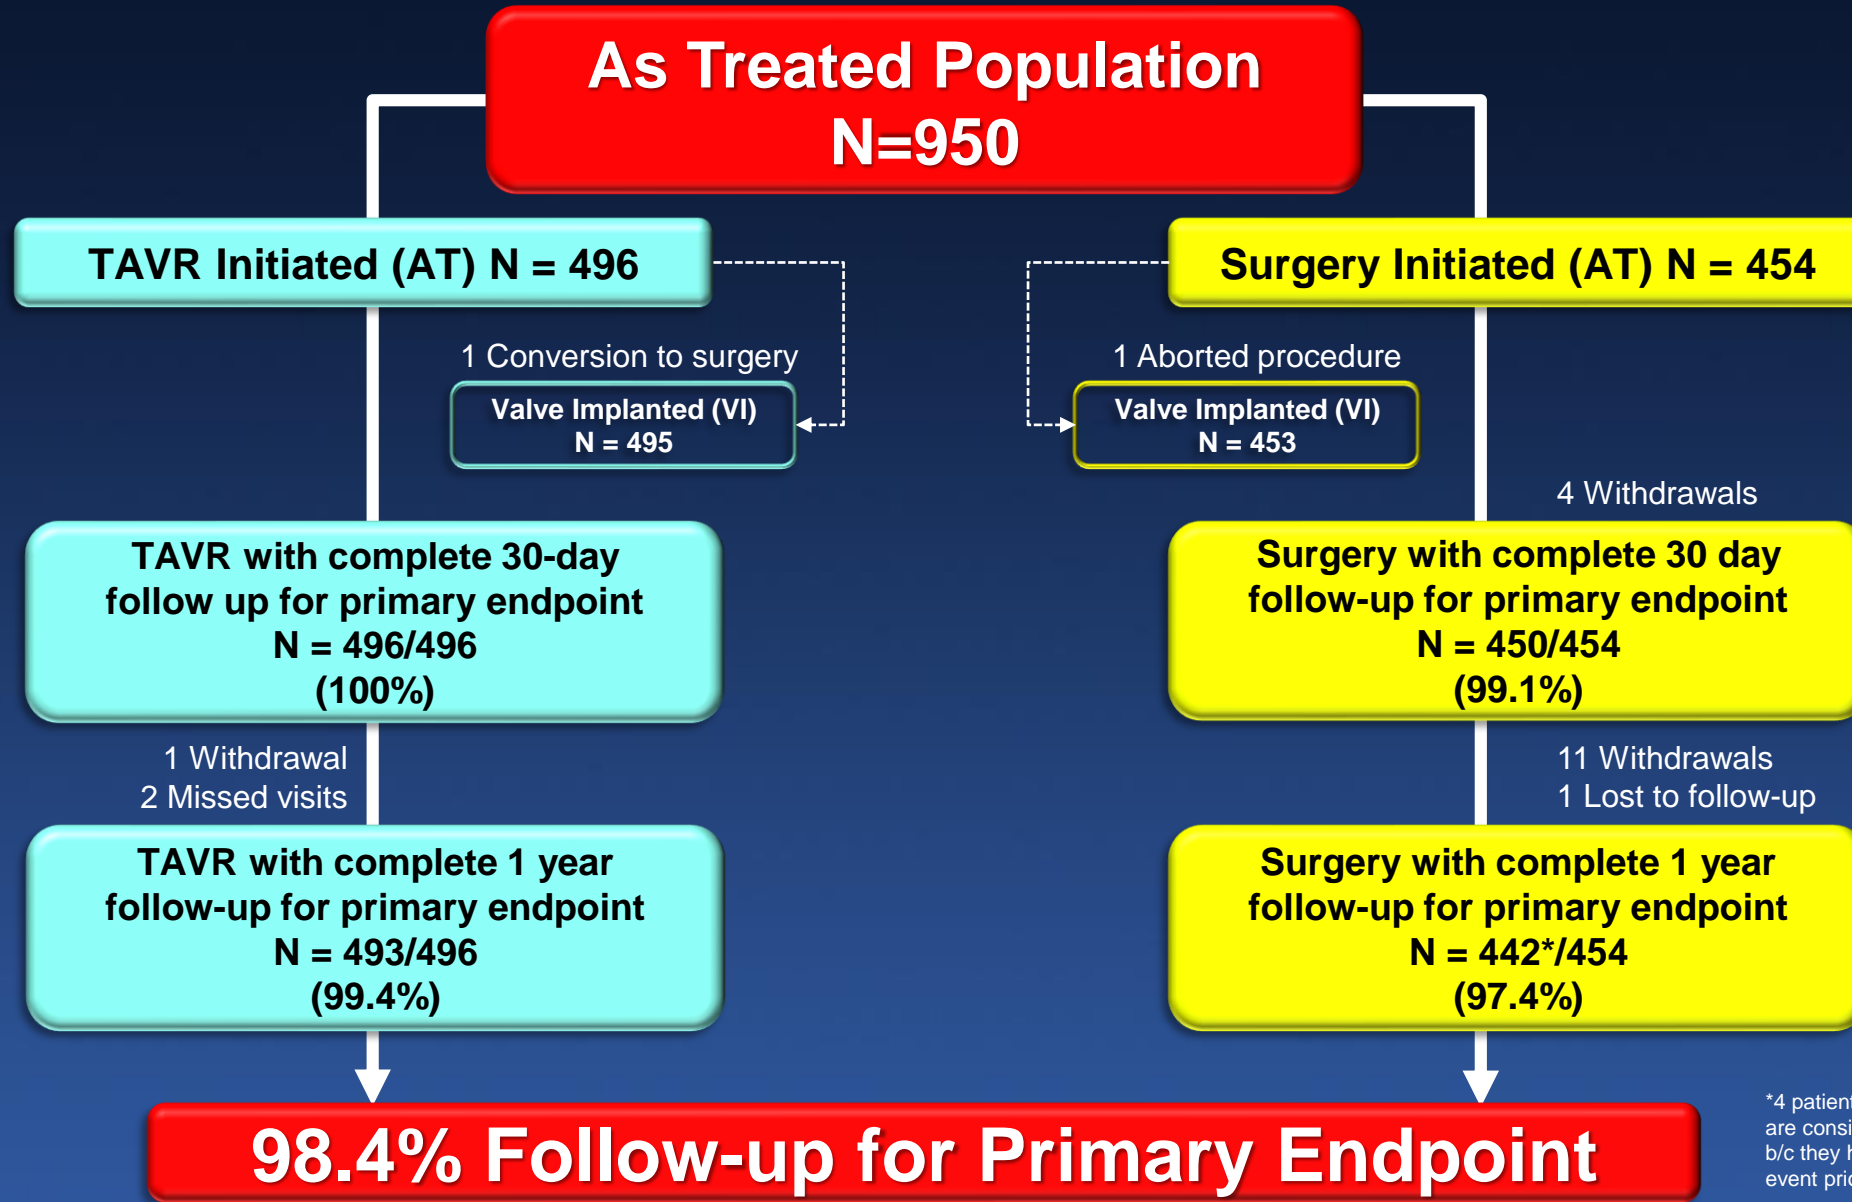 As Treated Population
N=950
TAVR Initiated (AT) N = 496
Surgery Initiated (AT) N = 454
1 Conversion to surgery
Valve Implanted (VI)
N = 495
1 Aborted procedure
Valve Implanted (VI)
N = 453
4 Withdrawals
TAVR with complete 30-day
follow up for primary endpoint
N = 496/496
(100%)
Surgery with complete 30 day
follow-up for primary endpoint
N = 450/454
(99.1%)
1 Withdrawal
2 Missed visits
11 Withdrawals
1 Lost to follow-up
TAVR with complete 1 year
follow-up for primary endpoint
N = 493/496
(99.4%)
Surgery with complete 1 year
follow-up for primary endpoint
N = 442*/454
(97.4%)
98.4% Follow-up for Primary Endpoint
*4 patient
are
b/c they
event